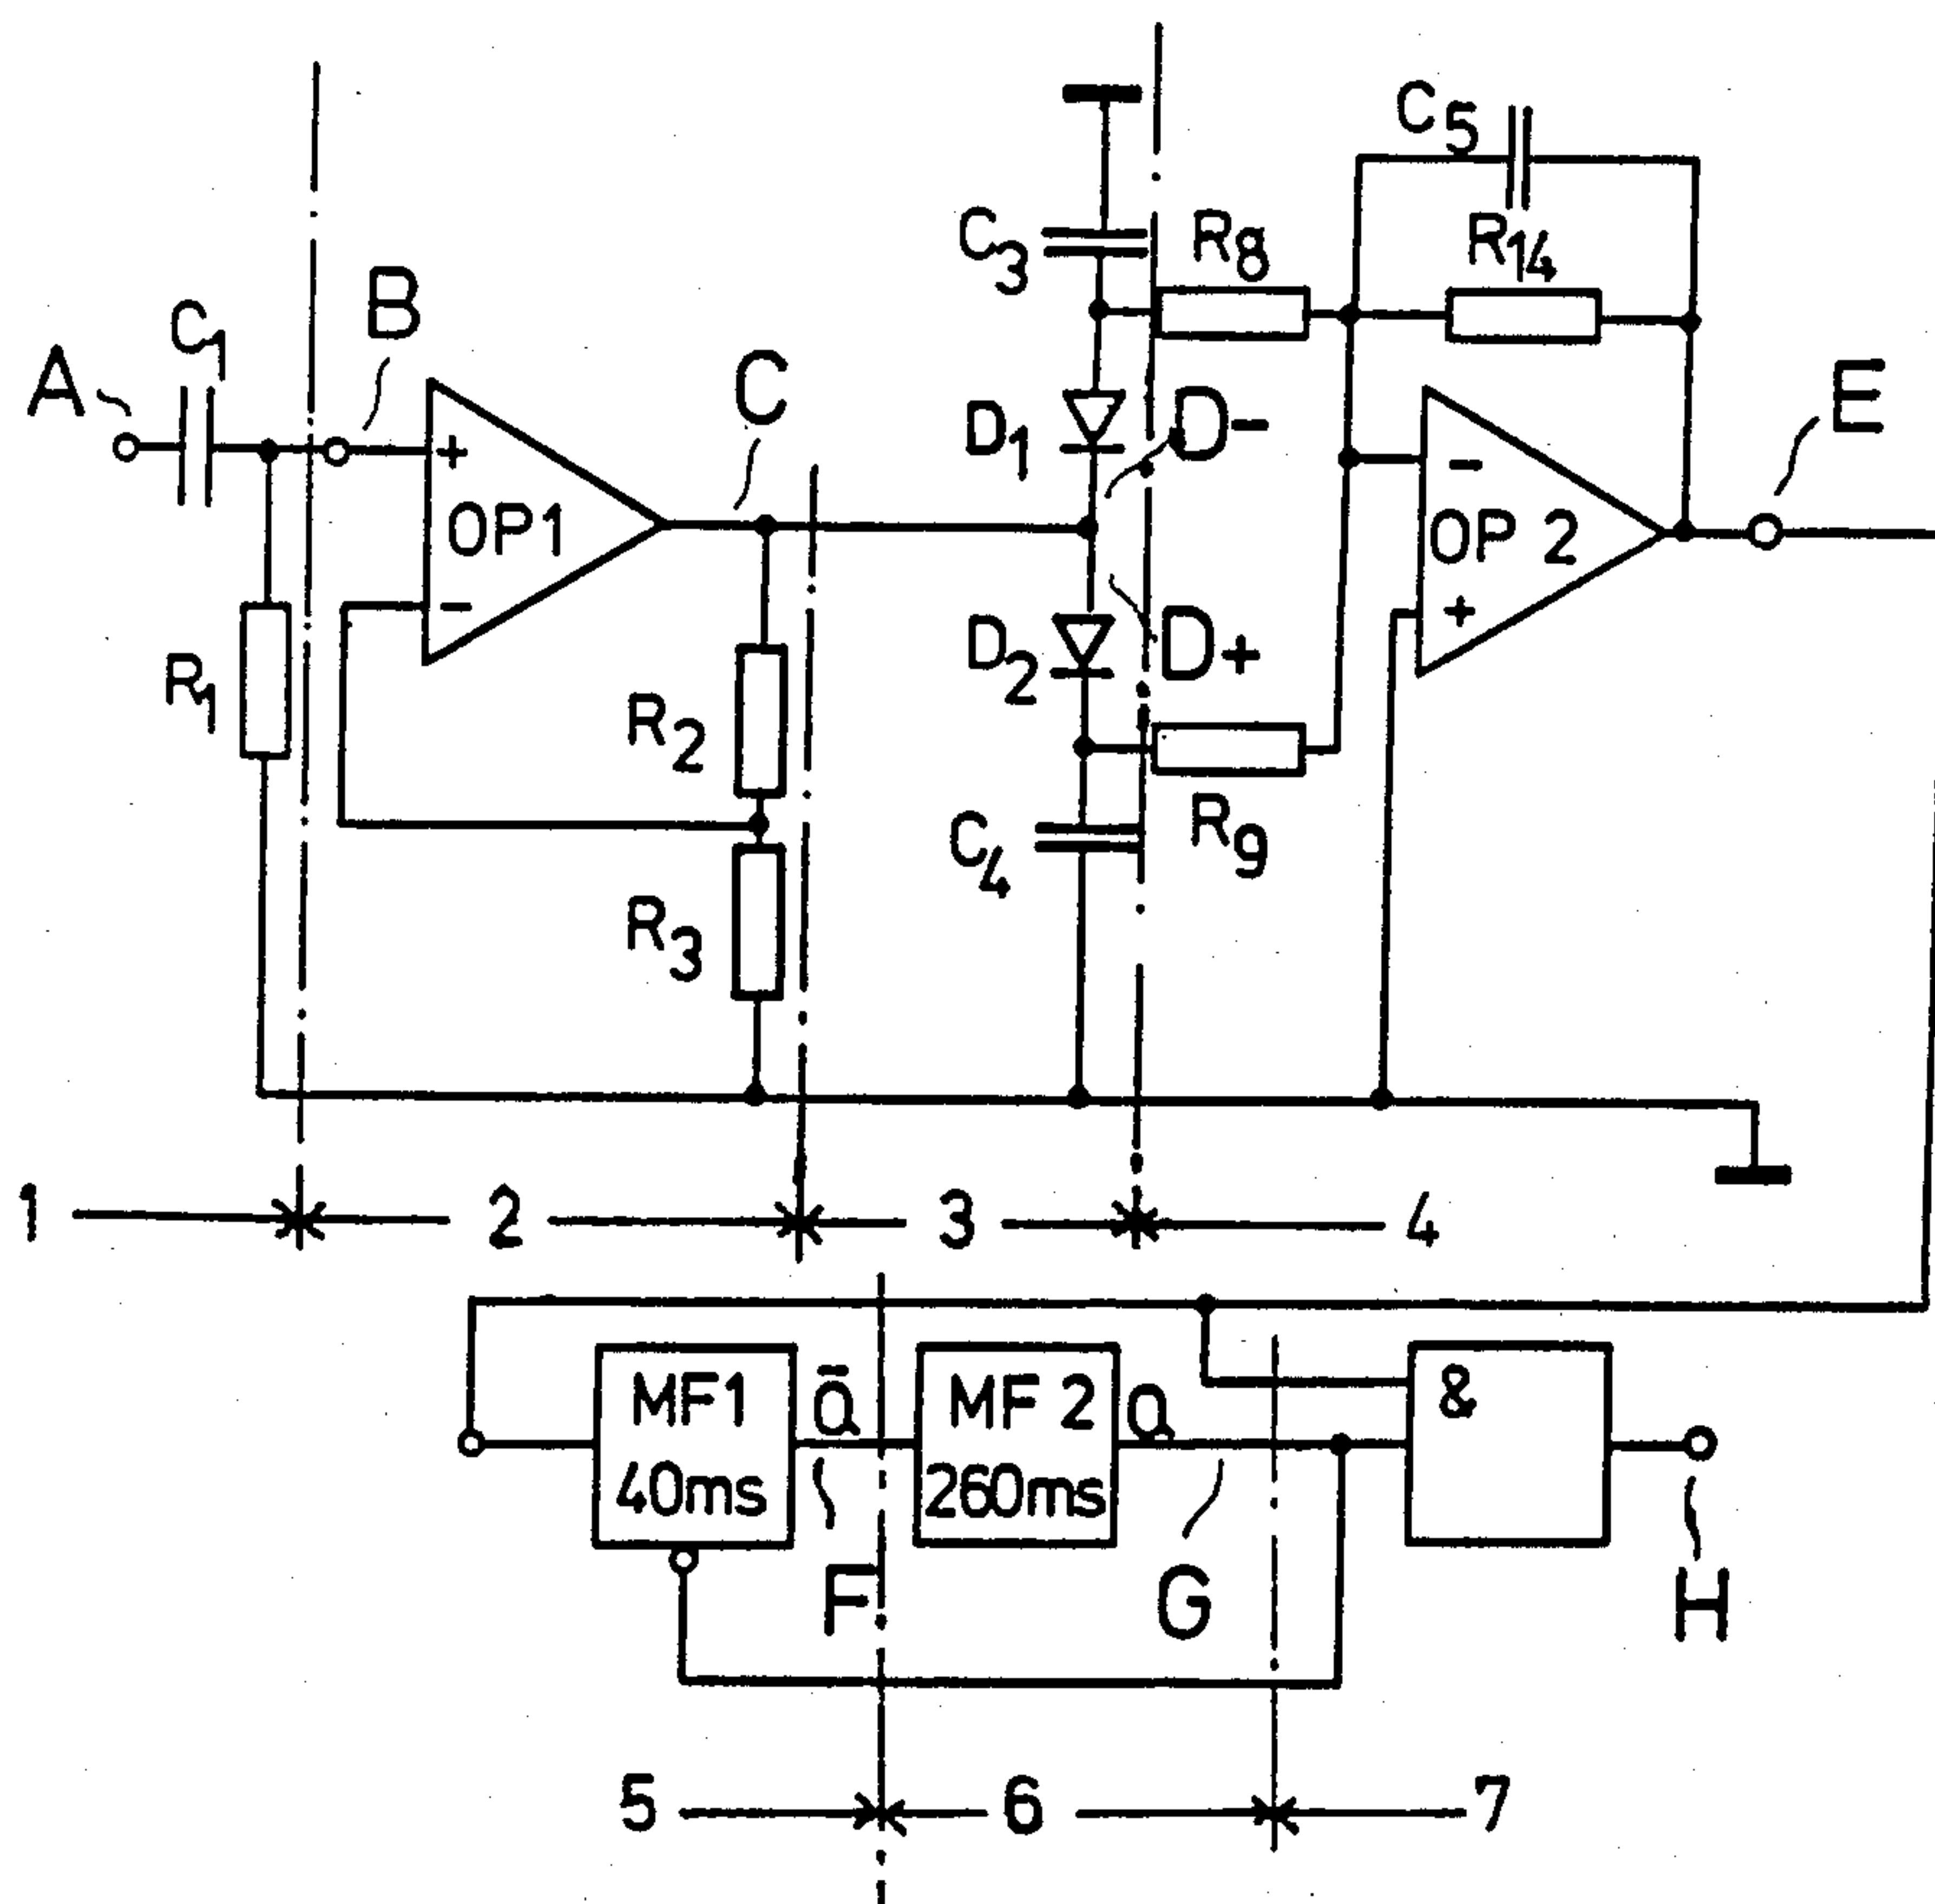 A
C1
B
OP1
+
-
C
R1
R2
R3
C3
D1
D-
D2
D+
C4
R8
R9
C5
R14
-
OP 2
+
E
1
2
3
4
MF1
40ms
Q̄
F
MF 2
260ms
Q
G
&
H
5
6
7